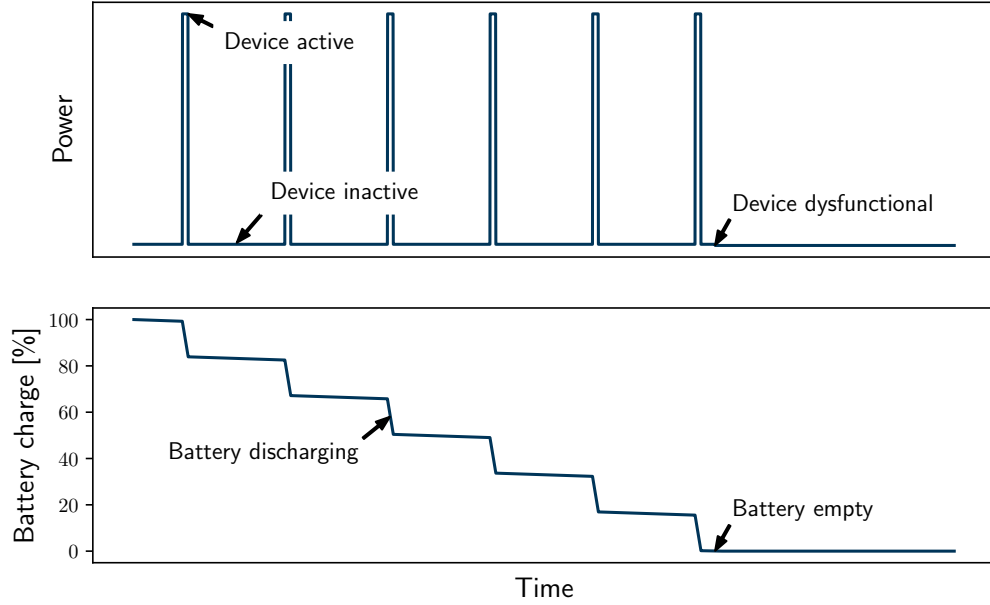 Device active
Power
Device inactive
Device dysfunctional
Battery charge [%]
100
80
60
40
20
0
Battery discharging
Battery empty
Time